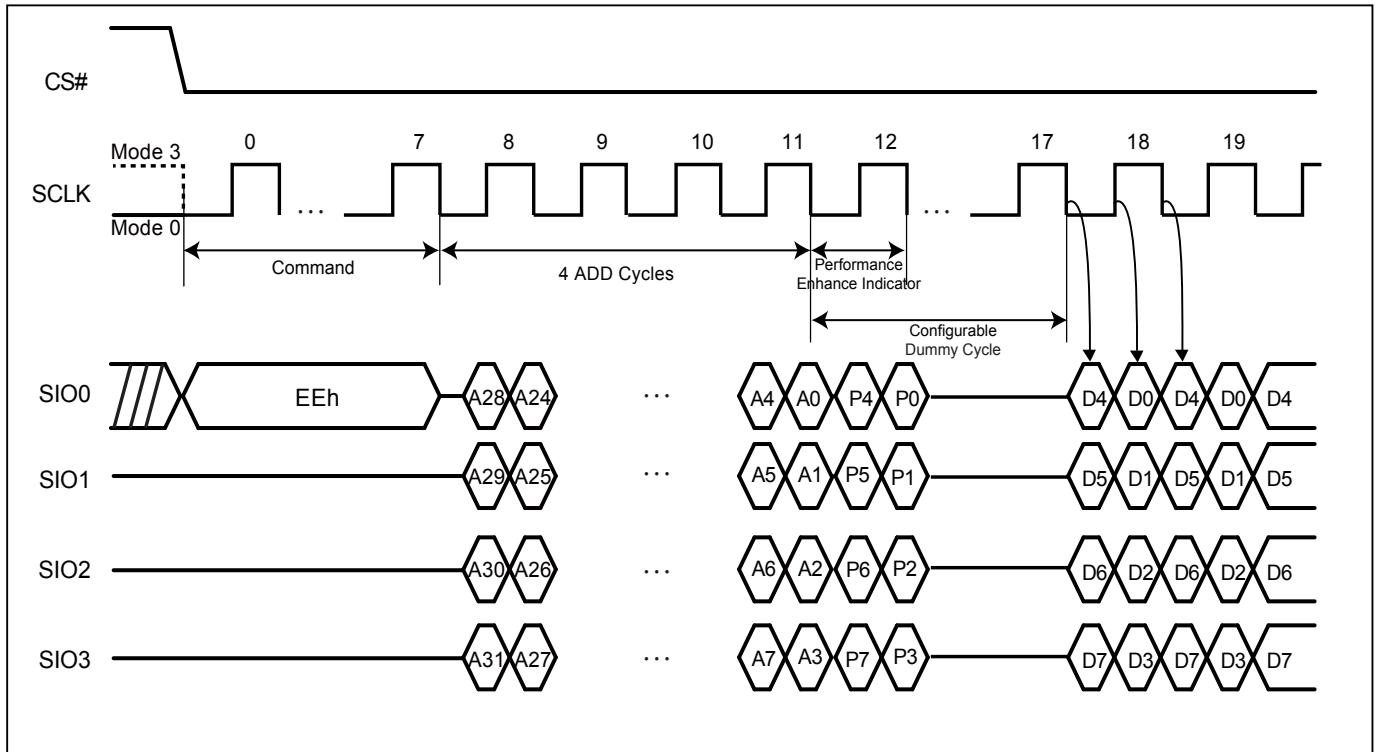 CS#
0 7 8 9 10 11 12 17 18 19
Mode 3
SCLK
... ...
Mode 0
Command
4 ADD Cycles
Performance
Enhance Indicator
Configurable
Dummy Cycle
SIO0 EEh A28 A24 ... A4 A0 P4 P0 D4 D0 D4 D0 D4
SIO1 A29 A25 ... A5 A1 P5 P1 D5 D1 D5 D1 D5
SIO2 A30 A26 ... A6 A2 P6 P2 D6 D2 D6 D2 D6
SIO3 A31 A27 ... A7 A3 P7 P3 D7 D3 D7 D3 D7